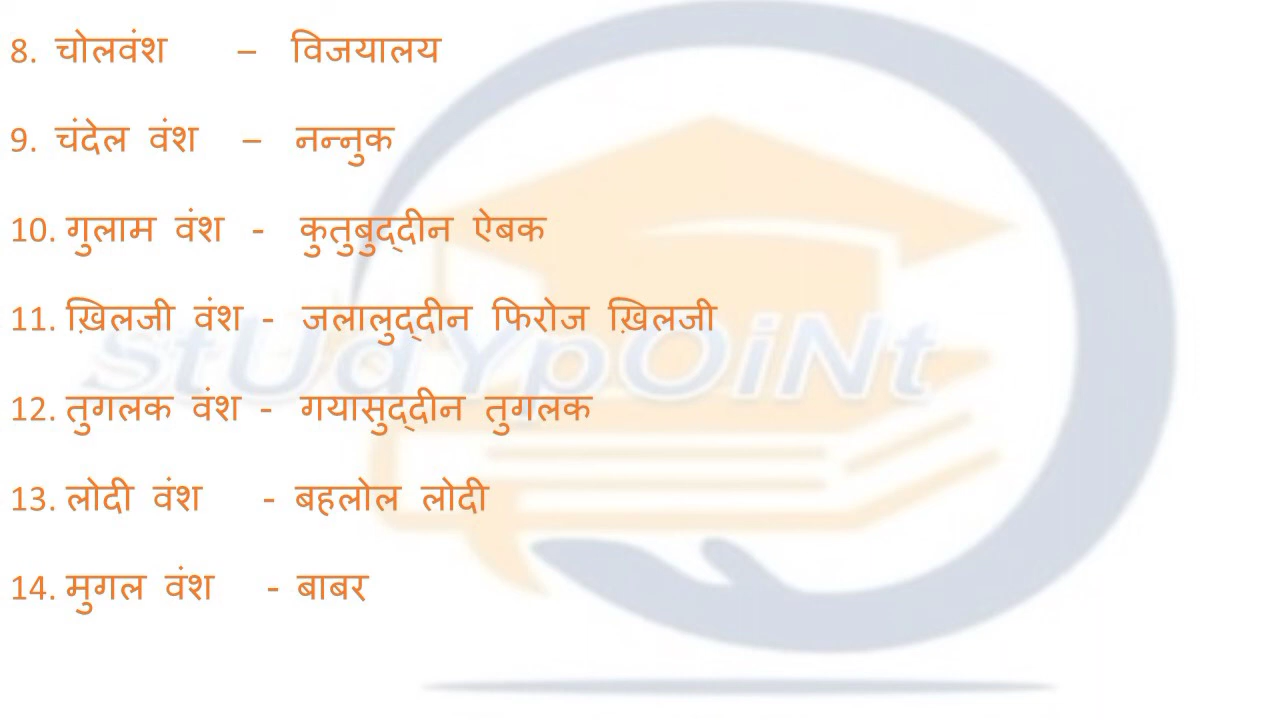 8. चोलवंश – विजयालय
9. चंदेल वंश – नन्नुक
10. गुलाम वंश - कुतुबुद्दीन ऐबक
11. ख़िलजी वंश - जलालुद्दीन फिरोज ख़िलजी
stUdYpOiNt
12. तुगलक वंश - गयासुद्दीन तुगलक
13. लोदी वंश - बहलोल लोदी
14. मुगल वंश - बाबर